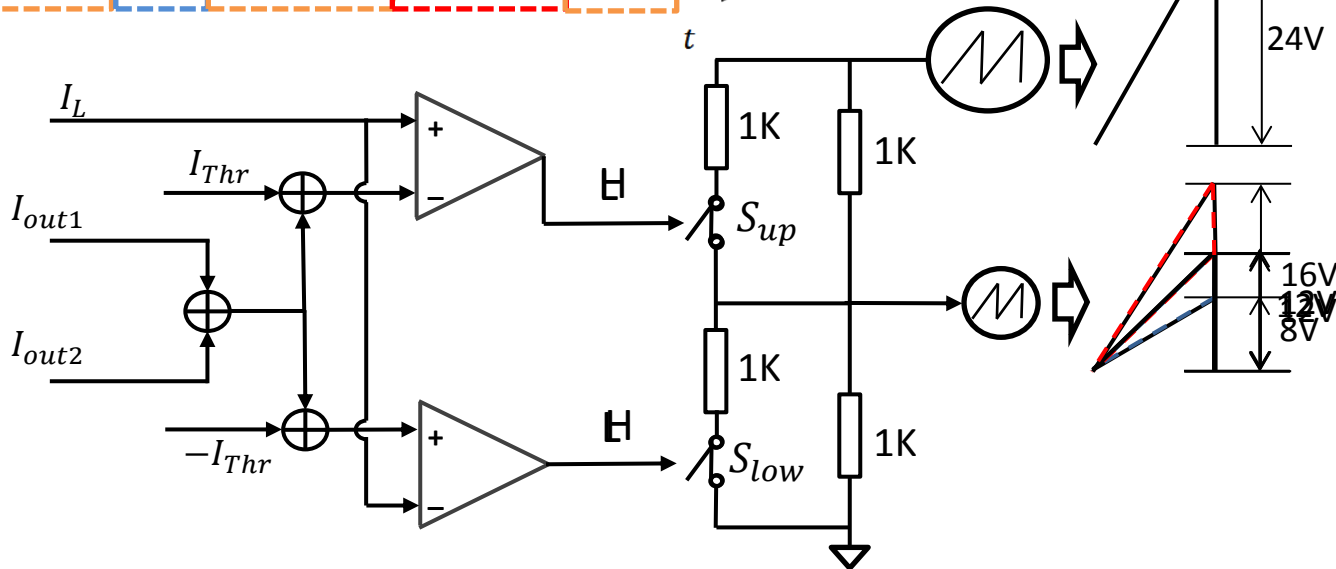 t
24V
I_L
+
1K
1K
I_Thr
−
H
I_out1
S_up
16V
12V
8V
I_out2
1K
+
H
1K
−I_Thr
S_low
−